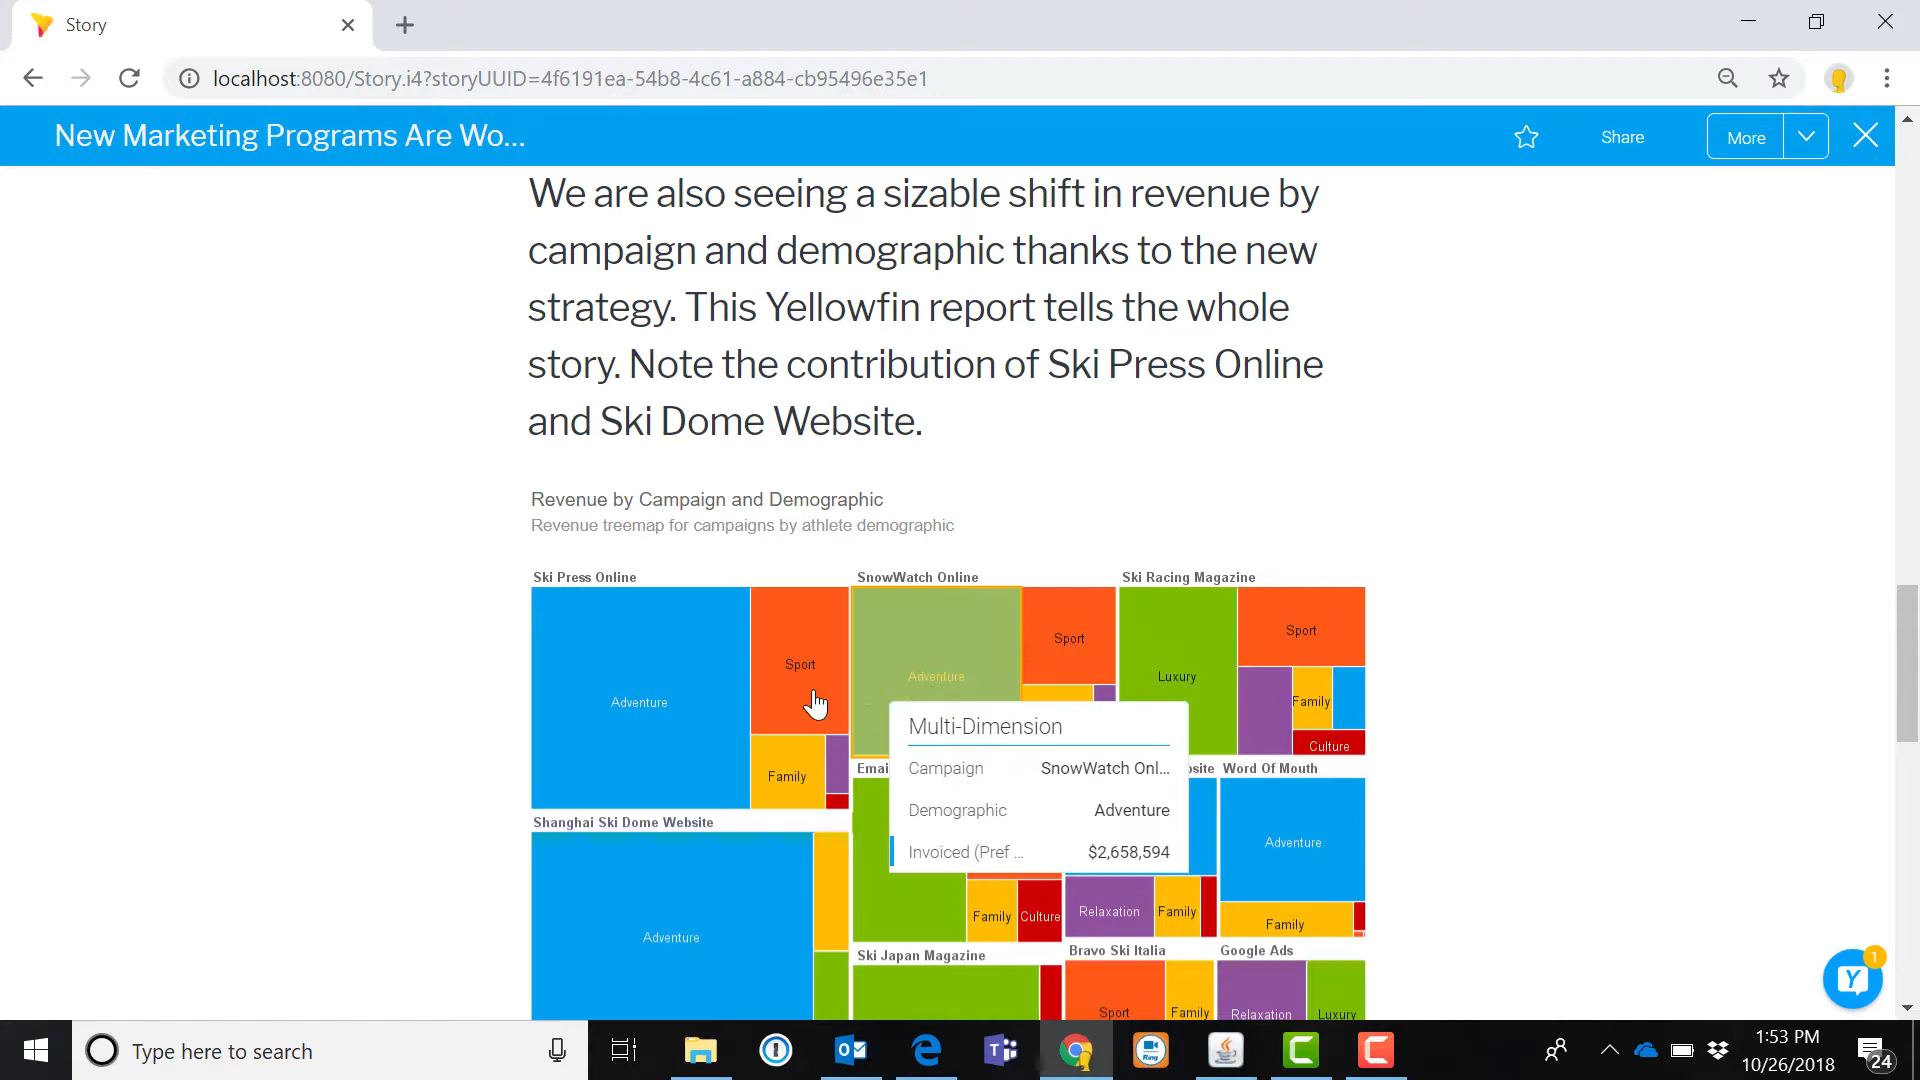 Story
localhost:8080/Story.i4?storyUUID=4f6191ea-54b8-4c61-a884-cb95496e35e1
New Marketing Programs Are Wo...
Share
More
We are also seeing a sizable shift in revenue by
campaign and demographic thanks to the new
strategy. This Yellowfin report tells the whole
story. Note the contribution of Ski Press Online
and Ski Dome Website.
Revenue by Campaign and Demographic
Revenue treemap for campaigns by athlete demographic
Ski Press Online
SnowWatch Online
Ski Racing Magazine
Adventure
Sport
Family
Adventure
Sport
Luxury
Sport
Family
Culture
Multi-Dimension
Campaign SnowWatch Onl...
Demographic Adventure
Invoiced (Pref ... $2,658,594
Emai
site
Word Of Mouth
Adventure
Family
Family
Culture
Relaxation
Family
Shanghai Ski Dome Website
Adventure
Ski Japan Magazine
Bravo Ski Italia
Google Ads
Sport
Family
Relaxation
Luxury
Y
1
Type here to search
Ring
1:53 PM
10/26/2018
24